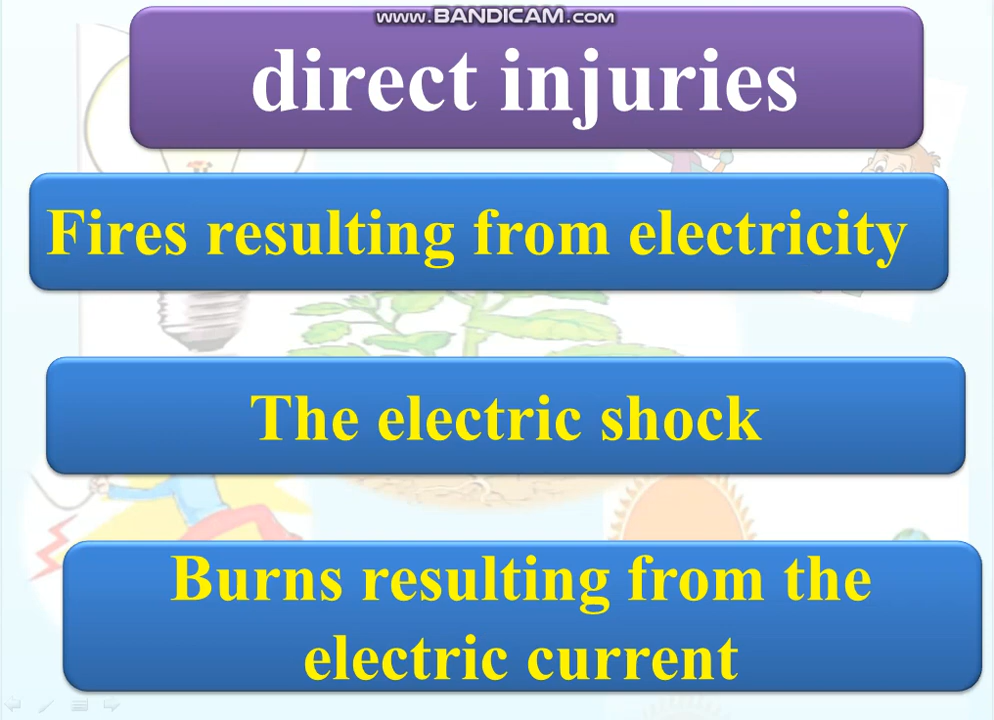 www.BANDICAM.com
direct injuries
Fires resulting from electricity
The electric shock
Burns resulting from the
electric current